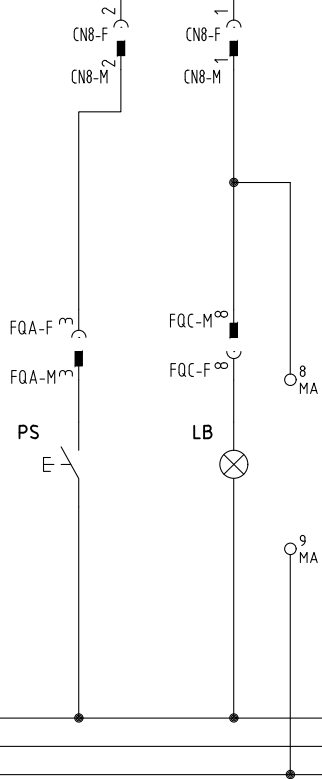 2
1
CN8-F
CN8-F
2
1
CN8-M
CN8-M
FQA-F 3
FQC-M 8
FQA-M 3
FQC-F 8
8
MA
PS
LB
9
MA